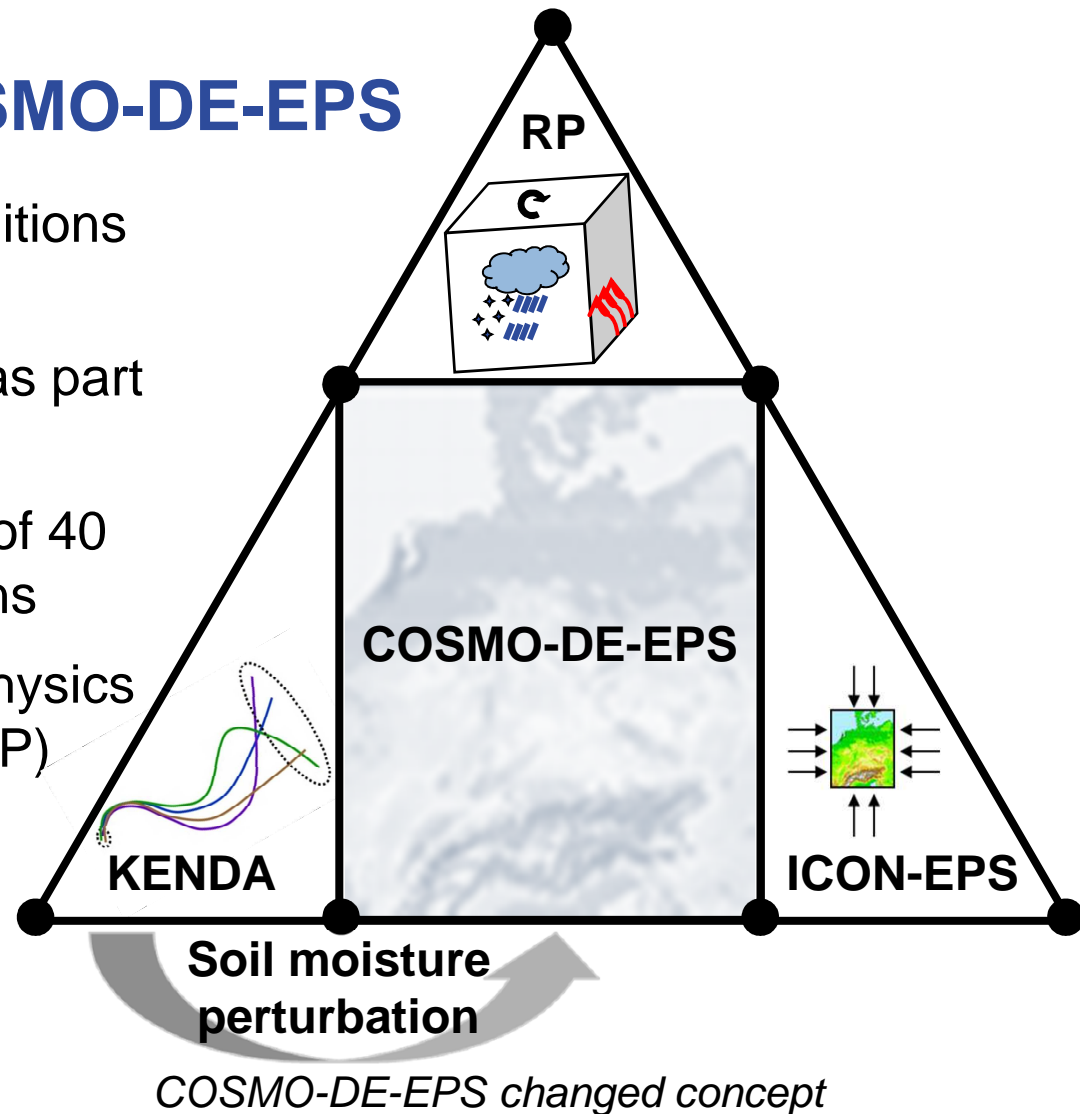 SMO-DE-EPS
itions
as part
of 40
ns
hysics
P)
RP
COSMO-DE-EPS
KENDA
ICON-EPS
Soil moisture
perturbation
COSMO-DE-EPS changed concept